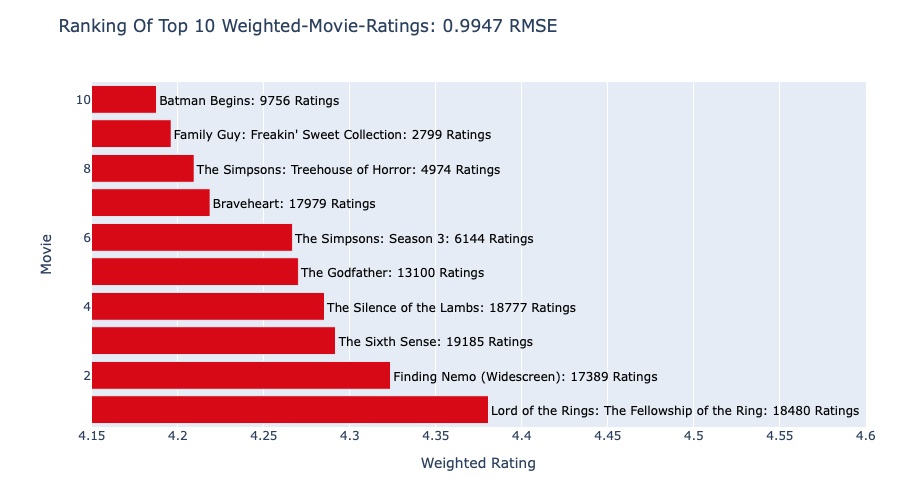 Ranking Of Top 10 Weighted-Movie-Ratings: 0.9947 RMSE
10
Batman Begins: 9756 Ratings
Family Guy: Freakin' Sweet Collection: 2799 Ratings
8
The Simpsons: Treehouse of Horror: 4974 Ratings
Braveheart: 17979 Ratings
6
The Simpsons: Season 3: 6144 Ratings
Movie
The Godfather: 13100 Ratings
4
The Silence of the Lambs: 18777 Ratings
The Sixth Sense: 19185 Ratings
2
Finding Nemo (Widescreen): 17389 Ratings
Lord of the Rings: The Fellowship of the Ring: 18480 Ratings
4.15 4.2 4.25 4.3 4.35 4.4 4.45 4.5 4.55 4.6
Weighted Rating